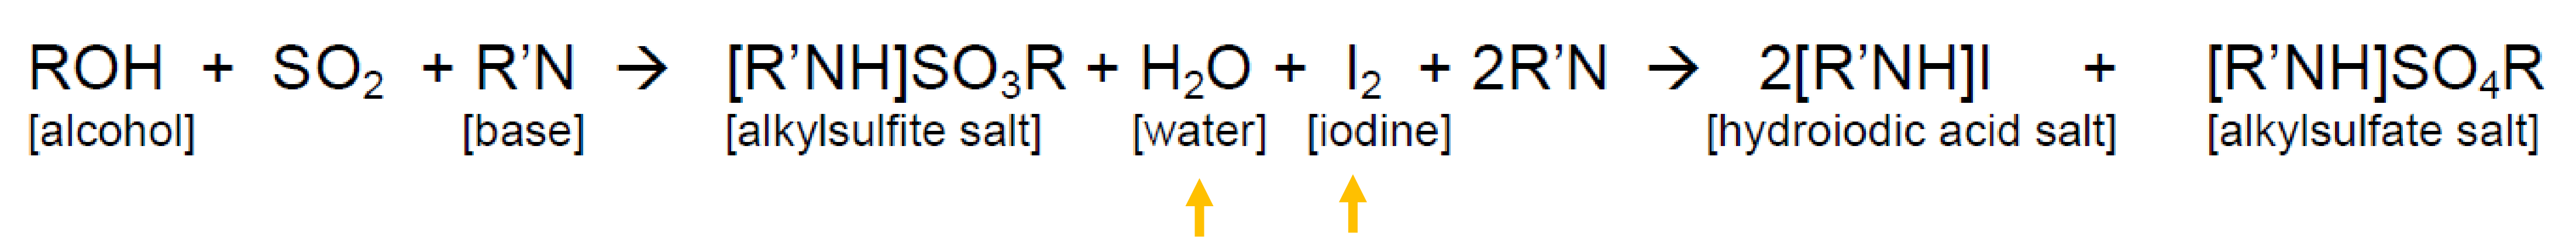 ROH + SO₂ + R’N → [R’NH]SO₃R + H₂O + I₂ + 2R’N → 2[R’NH]I + [R’NH]SO₄R
[alcohol] [base] [alkylsulfite salt] [water] [iodine] [hydroiodic acid salt] [alkylsulfate salt]